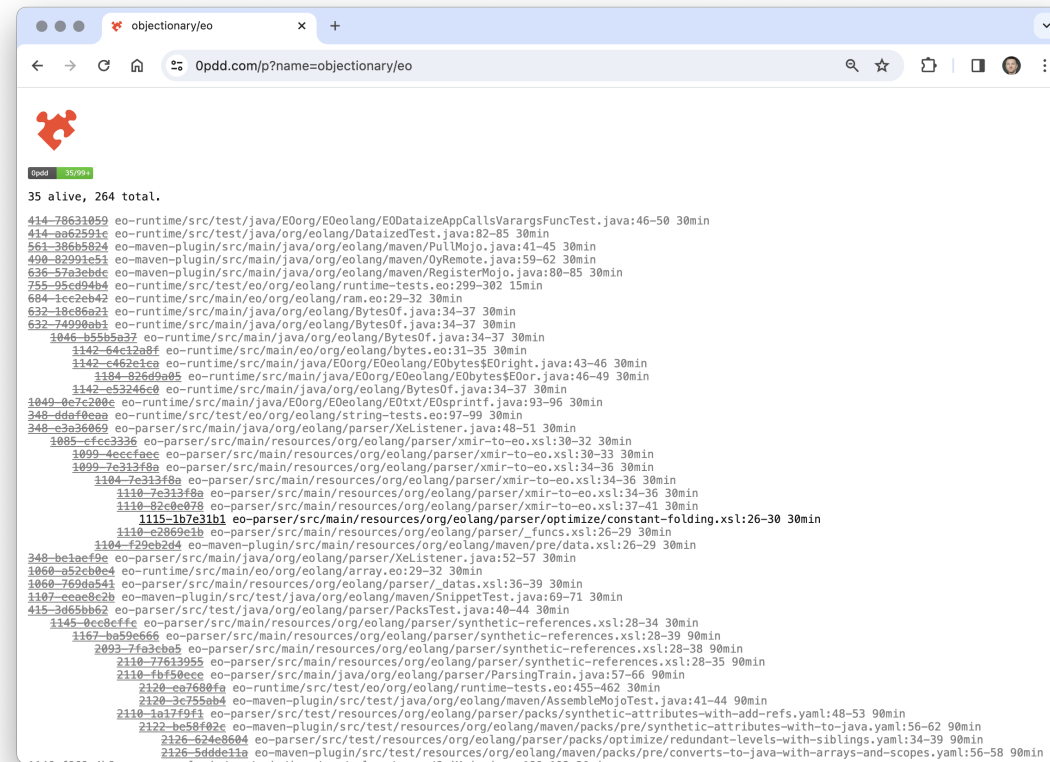 objectionary/eo
0pdd.com/p?name=objectionary/eo
0pdd 35/99+
35 alive, 264 total.
414-78631059 eo-runtime/src/test/java/EOorg/EOeolang/EODataizeAppCallsVarargsFuncTest.java:46-50 30min
414-aa62591c eo-runtime/src/test/java/org/eolang/DataizedTest.java:82-85 30min
561-386b5824 eo-maven-plugin/src/main/java/org/eolang/maven/PullMojo.java:41-45 30min
490-82991e51 eo-maven-plugin/src/main/java/org/eolang/maven/OyRemote.java:59-62 30min
636-57a3ebdc eo-maven-plugin/src/main/java/org/eolang/maven/RegisterMojo.java:80-85 30min
755-95cd94b4 eo-runtime/src/test/eo/org/eolang/runtime-tests.eo:299-302 15min
684-1cc2eb42 eo-runtime/src/main/eo/org/eolang/ram.eo:29-32 30min
632-18c86a21 eo-runtime/src/main/java/org/eolang/BytesOf.java:34-37 30min
632-74990ab1 eo-runtime/src/main/java/org/eolang/BytesOf.java:34-37 30min
1046-b55b5a37 eo-runtime/src/main/java/org/eolang/BytesOf.java:34-37 30min
1142-64c12a8f eo-runtime/src/main/eo/org/eolang/bytes.eo:31-35 30min
1142-c462e1ca eo-runtime/src/main/java/EOorg/EOeolang/EObytes$EOright.java:43-46 30min
1184-826d9a05 eo-runtime/src/main/java/EOorg/EOeolang/EObytes$EOor.java:46-49 30min
1142-e53246c0 eo-runtime/src/main/java/org/eolang/BytesOf.java:34-37 30min
1049-0e7c200c eo-runtime/src/main/java/EOorg/EOeolang/EOtxt/EOsprintf.java:93-96 30min
348-ddaf0eaa eo-runtime/src/test/eo/org/eolang/string-tests.eo:97-99 30min
348-e3a36069 eo-parser/src/main/java/org/eolang/parser/XeListener.java:48-51 30min
1085-cfcc3336 eo-parser/src/main/resources/org/eolang/parser/xmir-to-eo.xsl:30-32 30min
1099-4eccfaec eo-parser/src/main/resources/org/eolang/parser/xmir-to-eo.xsl:30-33 30min
1099-7e313f8a eo-parser/src/main/resources/org/eolang/parser/xmir-to-eo.xsl:34-36 30min
1104-7e313f8a eo-parser/src/main/resources/org/eolang/parser/xmir-to-eo.xsl:34-36 30min
1110-7e313f8a eo-parser/src/main/resources/org/eolang/parser/xmir-to-eo.xsl:34-36 30min
1110-82c0e078 eo-parser/src/main/resources/org/eolang/parser/xmir-to-eo.xsl:37-41 30min
1115-1b7e31b1 eo-parser/src/main/resources/org/eolang/parser/optimize/constant-folding.xsl:26-30 30min
1110-e2869e1b eo-parser/src/main/resources/org/eolang/parser/_funcs.xsl:26-29 30min
1104-f29eb2d4 eo-maven-plugin/src/main/resources/org/eolang/maven/pre/data.xsl:26-29 30min
348-be1aef9e eo-parser/src/main/java/org/eolang/parser/XeListener.java:52-57 30min
1060-a52cb0e4 eo-runtime/src/main/eo/org/eolang/array.eo:29-32 30min
1060-769da541 eo-parser/src/main/resources/org/eolang/parser/_datas.xsl:36-39 30min
1107-eeae8c2b eo-maven-plugin/src/test/java/org/eolang/maven/SnippetTest.java:69-71 30min
415-3d65bb62 eo-parser/src/test/java/org/eolang/parser/PacksTest.java:40-44 30min
1145-0cc8cffc eo-parser/src/main/resources/org/eolang/parser/synthetic-references.xsl:28-34 30min
1167-ba59e666 eo-parser/src/main/resources/org/eolang/parser/synthetic-references.xsl:28-39 90min
2093-7fa3cba5 eo-parser/src/main/resources/org/eolang/parser/synthetic-references.xsl:28-38 90min
2110-77613955 eo-parser/src/main/resources/org/eolang/parser/synthetic-references.xsl:28-35 90min
2110-fbf50ece eo-parser/src/main/java/org/eolang/parser/ParsingTrain.java:57-66 90min
2120-ea7680fa eo-runtime/src/test/eo/org/eolang/runtime-tests.eo:455-462 30min
2120-3c755ab4 eo-maven-plugin/src/test/java/org/eolang/maven/AssembleMojoTest.java:41-44 90min
2110-1a17f9f1 eo-parser/src/test/resources/org/eolang/parser/packs/synthetic-attributes-with-add-refs.yaml:48-53 90min
2122-be58f02c eo-maven-plugin/src/test/resources/org/eolang/maven/packs/pre/synthetic-attributes-with-to-java.yaml:56-62 90min
2126-624e8604 eo-parser/src/test/resources/org/eolang/parser/packs/optimize/redundant-levels-with-siblings.yaml:34-39 90min
2126-5ddde11a eo-maven-plugin/src/test/resources/org/eolang/maven/packs/pre/converts-to-java-with-arrays-and-scopes.yaml:56-58 90min